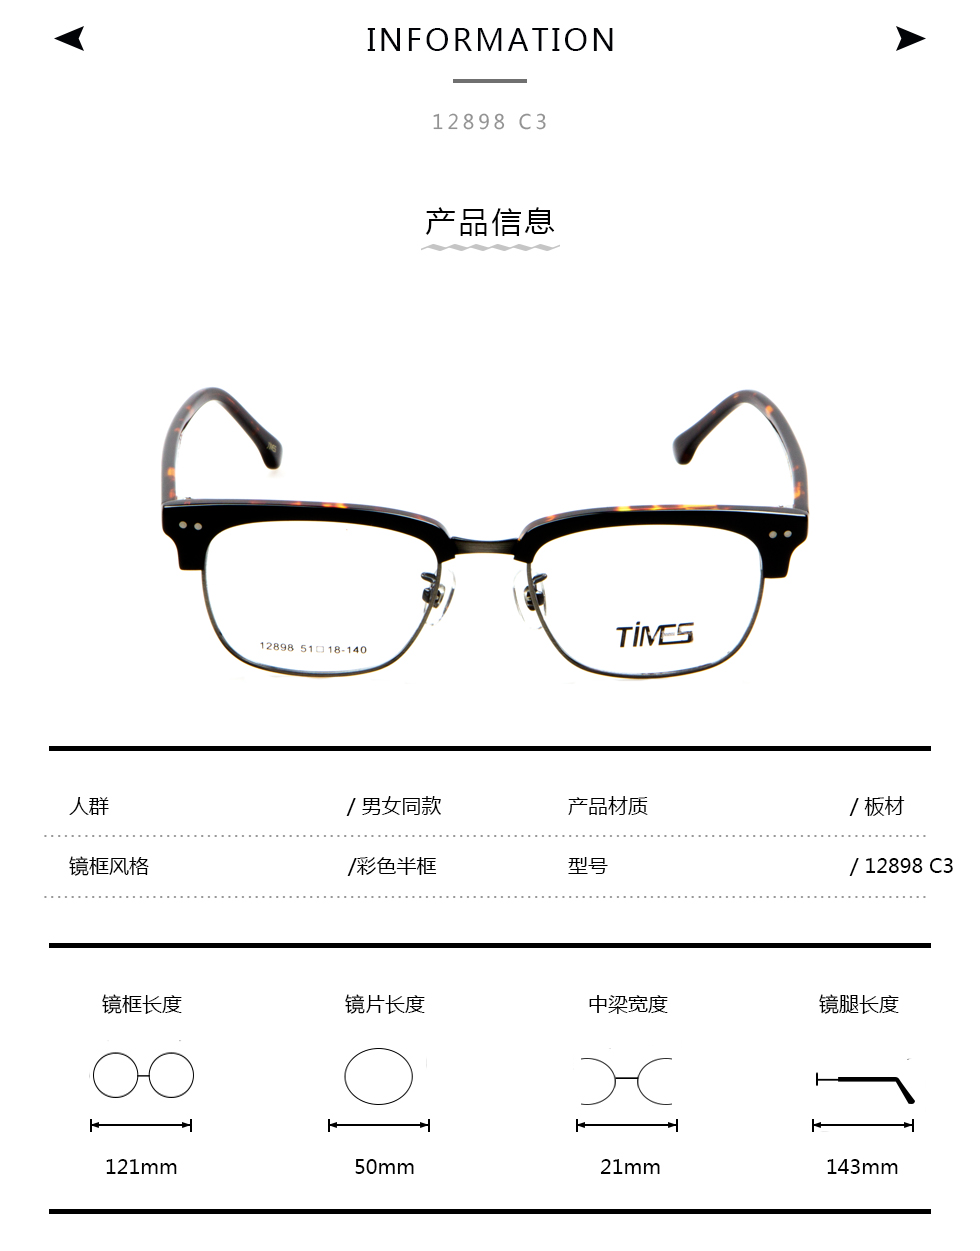 INFORMATION
12898 C3
产品信息
12898 51□18-140
TiMES
人群 / 男女同款 产品材质 / 板材
镜框风格 /彩色半框 型号 / 12898 C3
镜框长度 镜片长度 中梁宽度 镜腿长度
121mm 50mm 21mm 143mm